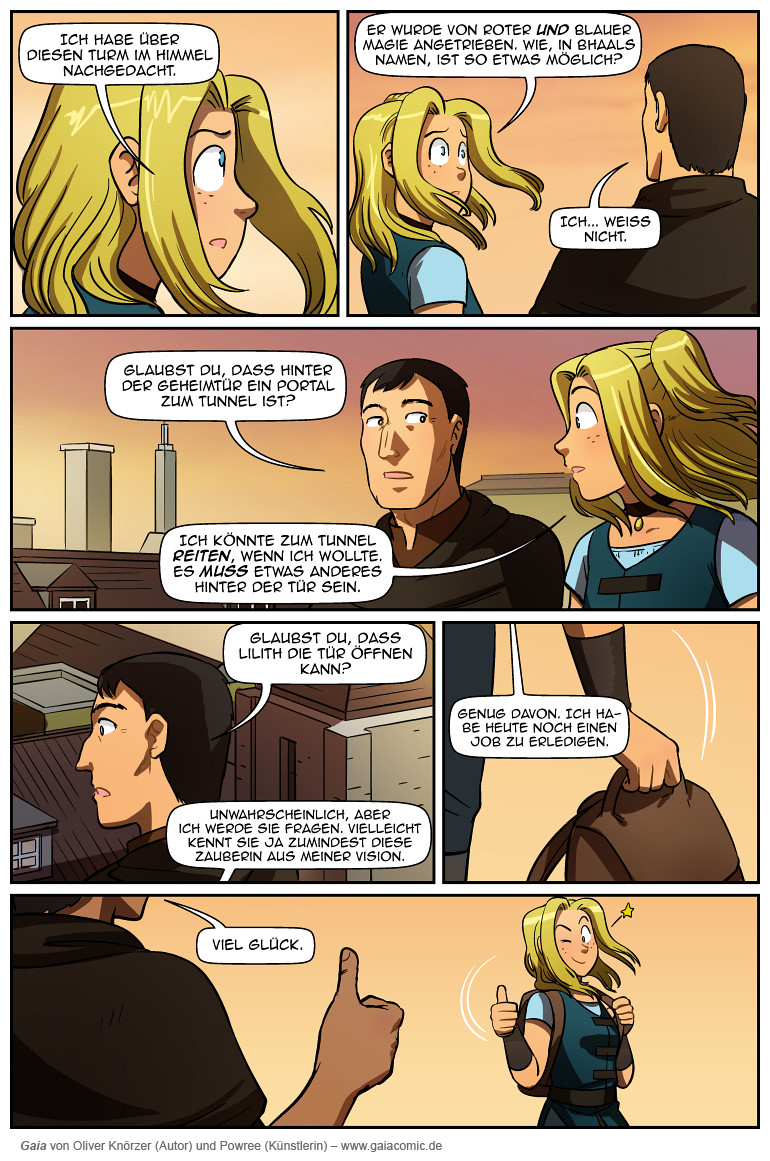 ICH HABE ÜBER
DIESEN TURM IM HIMMEL
NACHGEDACHT.
ER WURDE VON ROTER UND BLAUER
MAGIE ANGETRIEBEN. WIE, IN BHAALS
NAMEN, IST SO ETWAS MÖGLICH?
ICH... WEISS
NICHT.
GLAUBST DU, DASS HINTER
DER GEHEIMTÜR EIN PORTAL
ZUM TUNNEL IST?
ICH KÖNNTE ZUM TUNNEL
REITEN, WENN ICH WOLLTE.
ES MUSS ETWAS ANDERES
HINTER DER TÜR SEIN.
GLAUBST DU, DASS
LILITH DIE TÜR ÖFFNEN
KANN?
UNWAHRSCHEINLICH, ABER
ICH WERDE SIE FRAGEN. VIELLEICHT
KENNT SIE JA ZUMINDEST DIESE
ZAUBERIN AUS MEINER VISION.
GENUG DAVON. ICH HA-
BE HEUTE NOCH EINEN
JOB ZU ERLEDIGEN.
VIEL GLÜCK.
Gaia von Oliver Knörzer (Autor) und Powree (Künstlerin) – www.gaiacomic.de